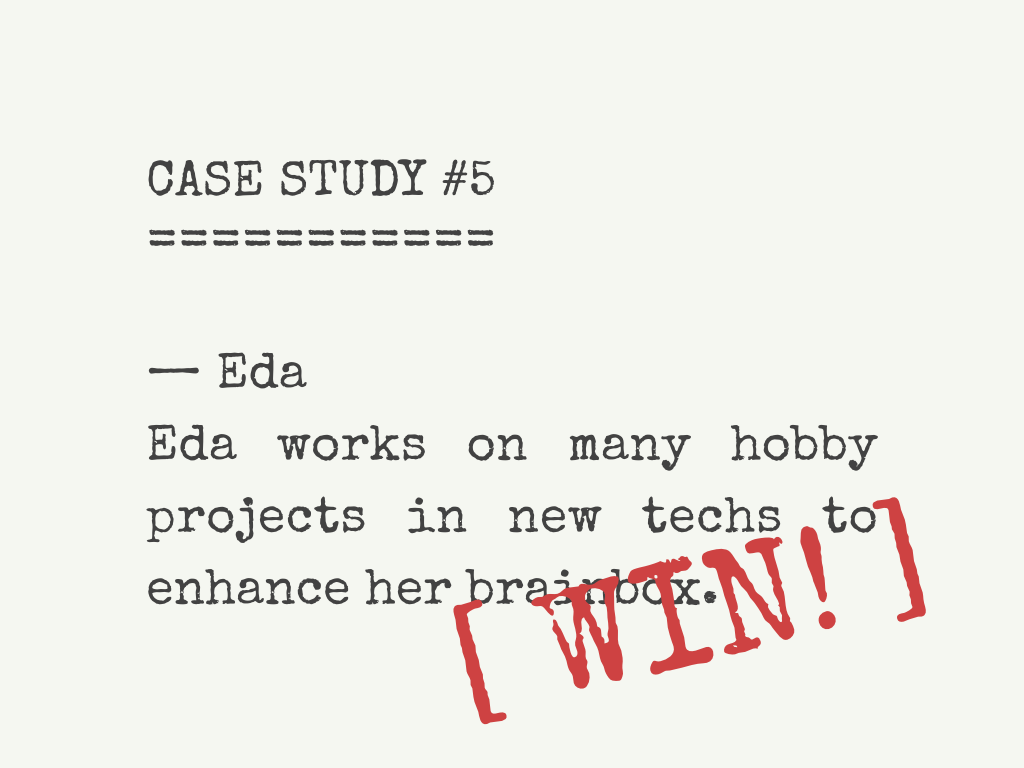 CASE STUDY #5
===========
— Eda
Eda works on many hobby
projects in new techs to
enhance her brainbox.
[ WIN! ]